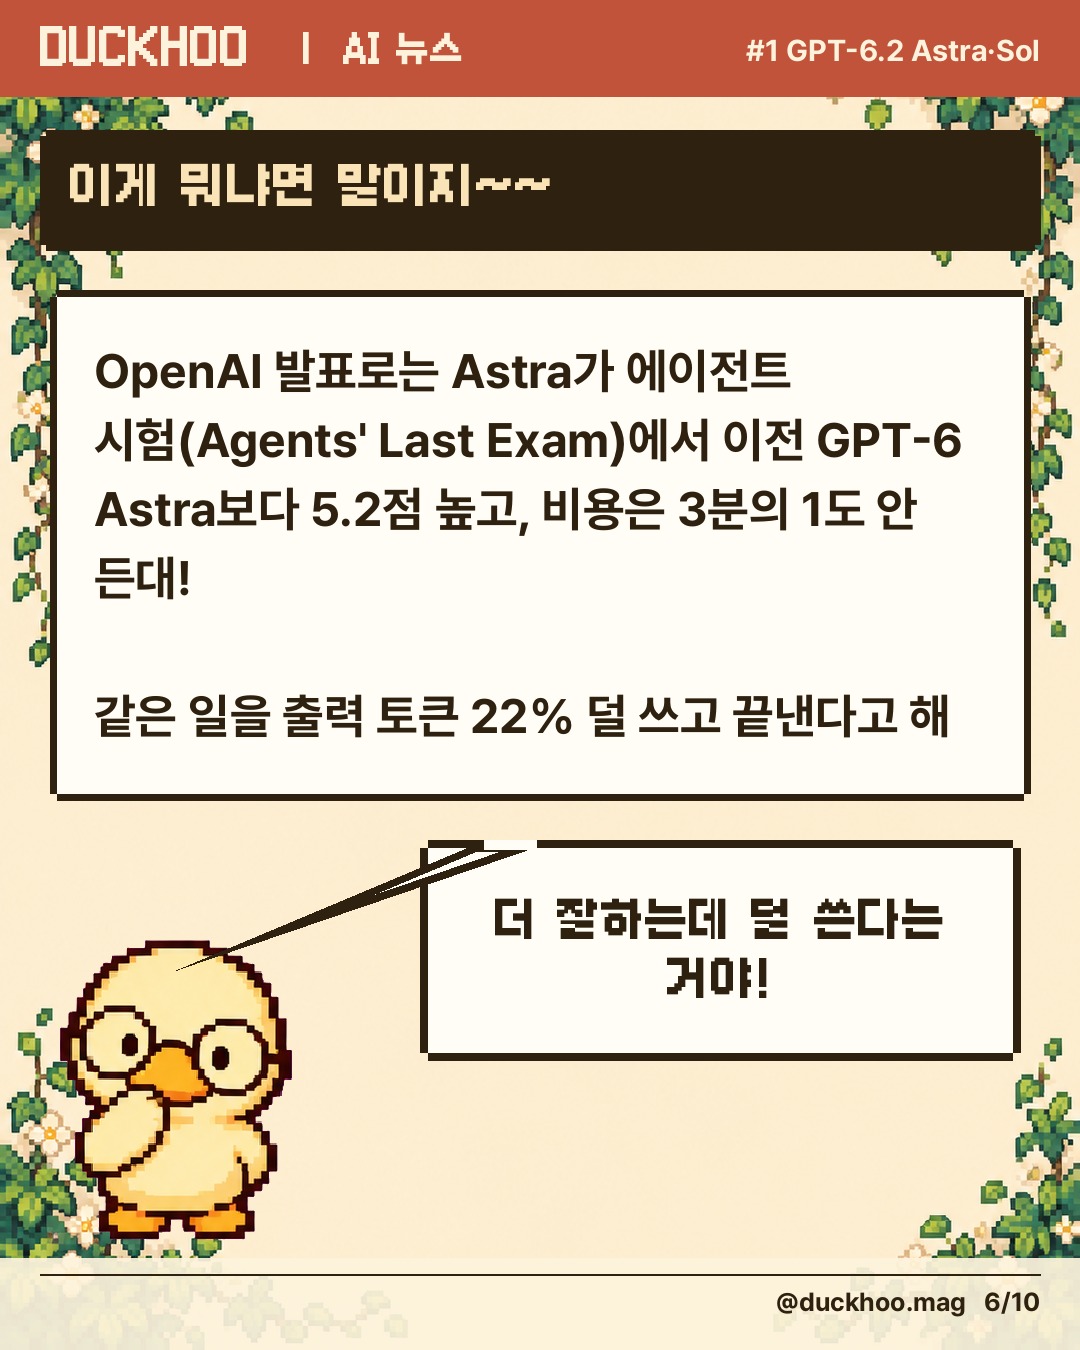 DUCKHOO | AI 뉴스
#1 GPT-6.2 Astra·Sol
이게 뭐냐면 말이지~~
OpenAI 발표로는 Astra가 에이전트
시험(Agents' Last Exam)에서 이전 GPT-6
Astra보다 5.2점 높고, 비용은 3분의 1도 안
든대!
같은 일을 출력 토큰 22% 덜 쓰고 끝낸다고 해
더 잘하는데 덜 쓴다는
거야!
@duckhoo.mag 6/10